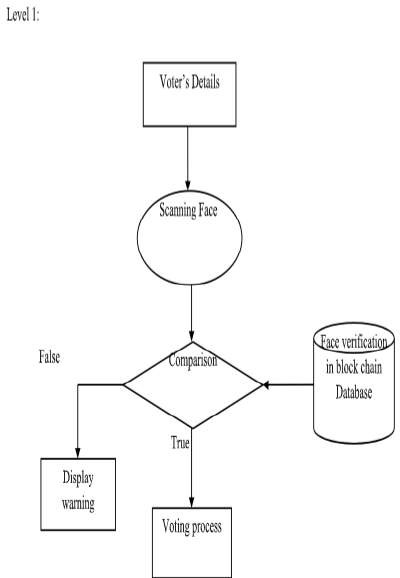 Level 1:
Voter's Details
Scanning Face
Comparison
Face verification
in block chain
Database
False
True
Display
warning
Voting process